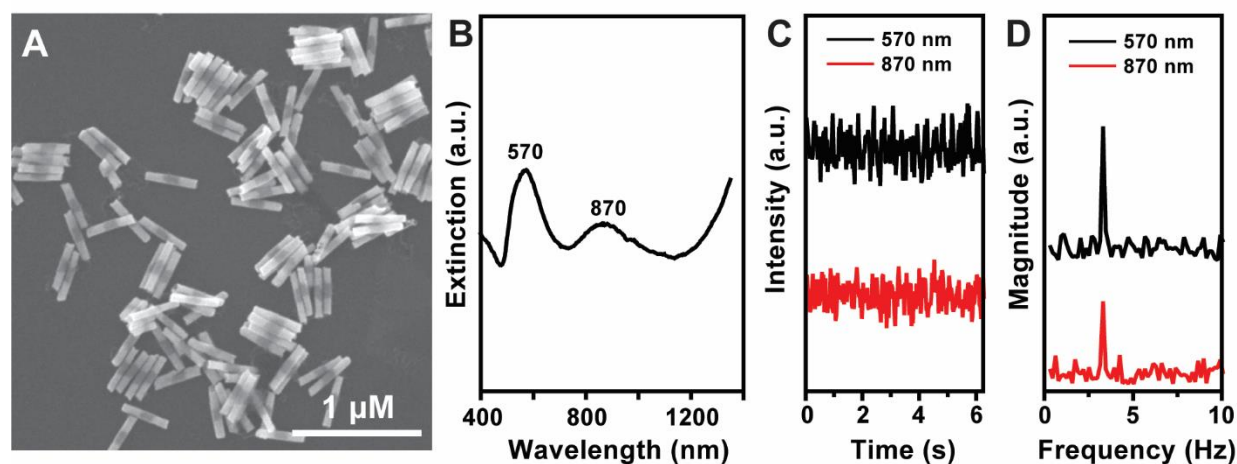 A
1 µM
B
Extinction (a.u.)
570
870
400
800
1200
Wavelength (nm)
C
570 nm
870 nm
Intensity (a.u.)
0
2
4
6
Time (s)
D
570 nm
870 nm
Magnitude (a.u.)
0
5
10
Frequency (Hz)